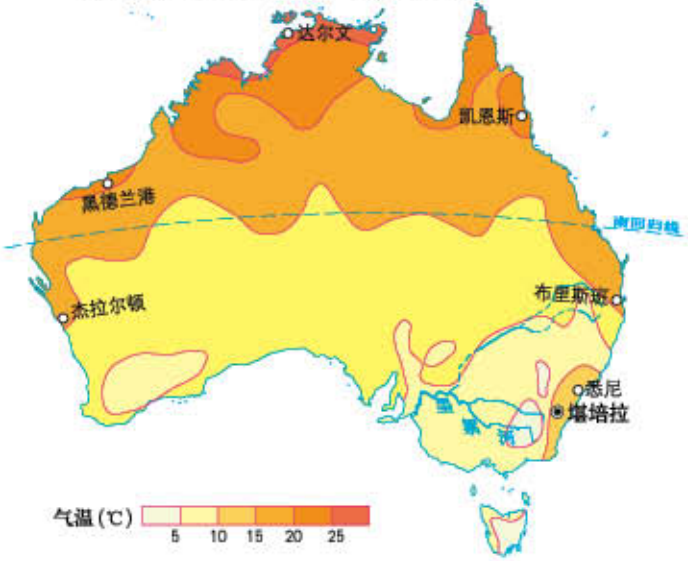 达尔文
凯恩斯
黑德兰港
南回归线
布里斯班
杰拉尔顿
悉尼
堪培拉
墨累河
气温(℃)
5 10 15 20 25